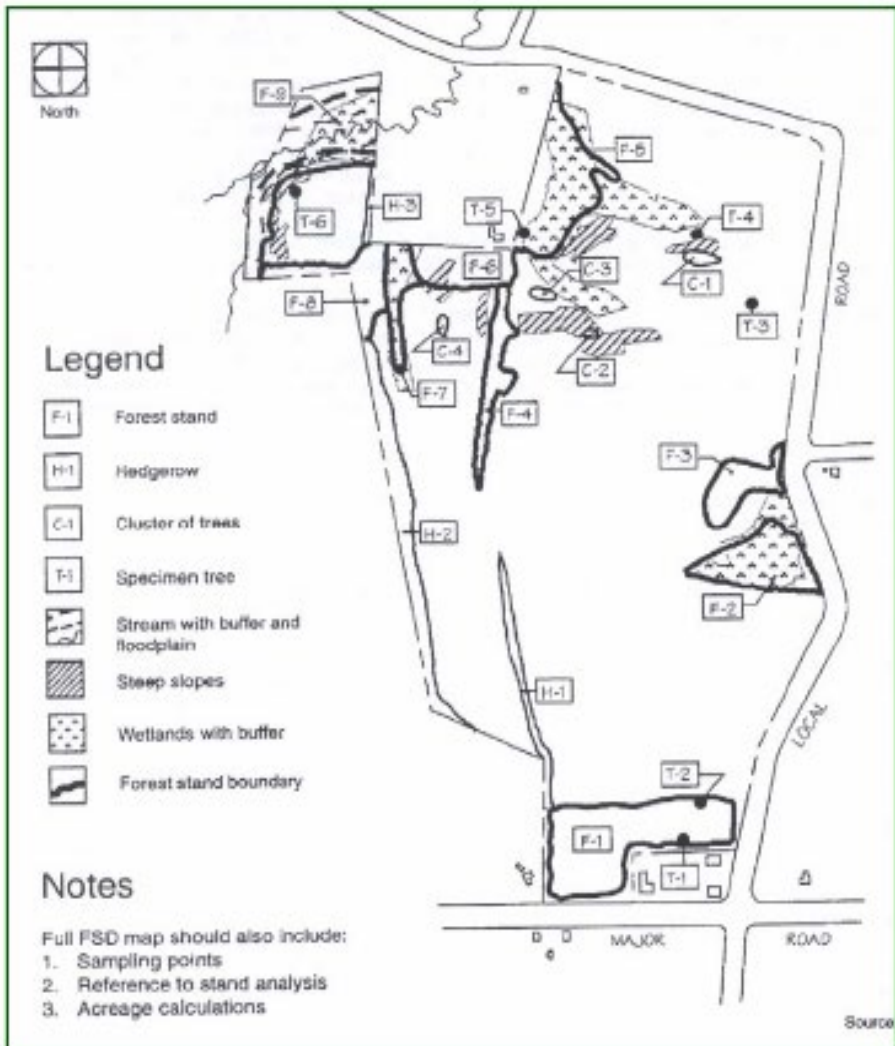 North
F-9
F-5
T-6
H-3
T-5
T-4
F-6
C-3
C-1
F-8
T-3
ROAD
C-4
C-2
F-7
F-4
Legend
F-1 Forest stand
H-1 Hedgerow
C-1 Cluster of trees
T-1 Specimen tree
Stream with buffer and
floodplain
Steep slopes
Wetlands with buffer
Forest stand boundary
F-3
H-2
F-2
H-1
LOCAL
T-2
F-1
T-1
Notes
Full FSD map should also include:
1. Sampling points
2. Reference to stand analysis
3. Acreage calculations
MAJOR ROAD
Source